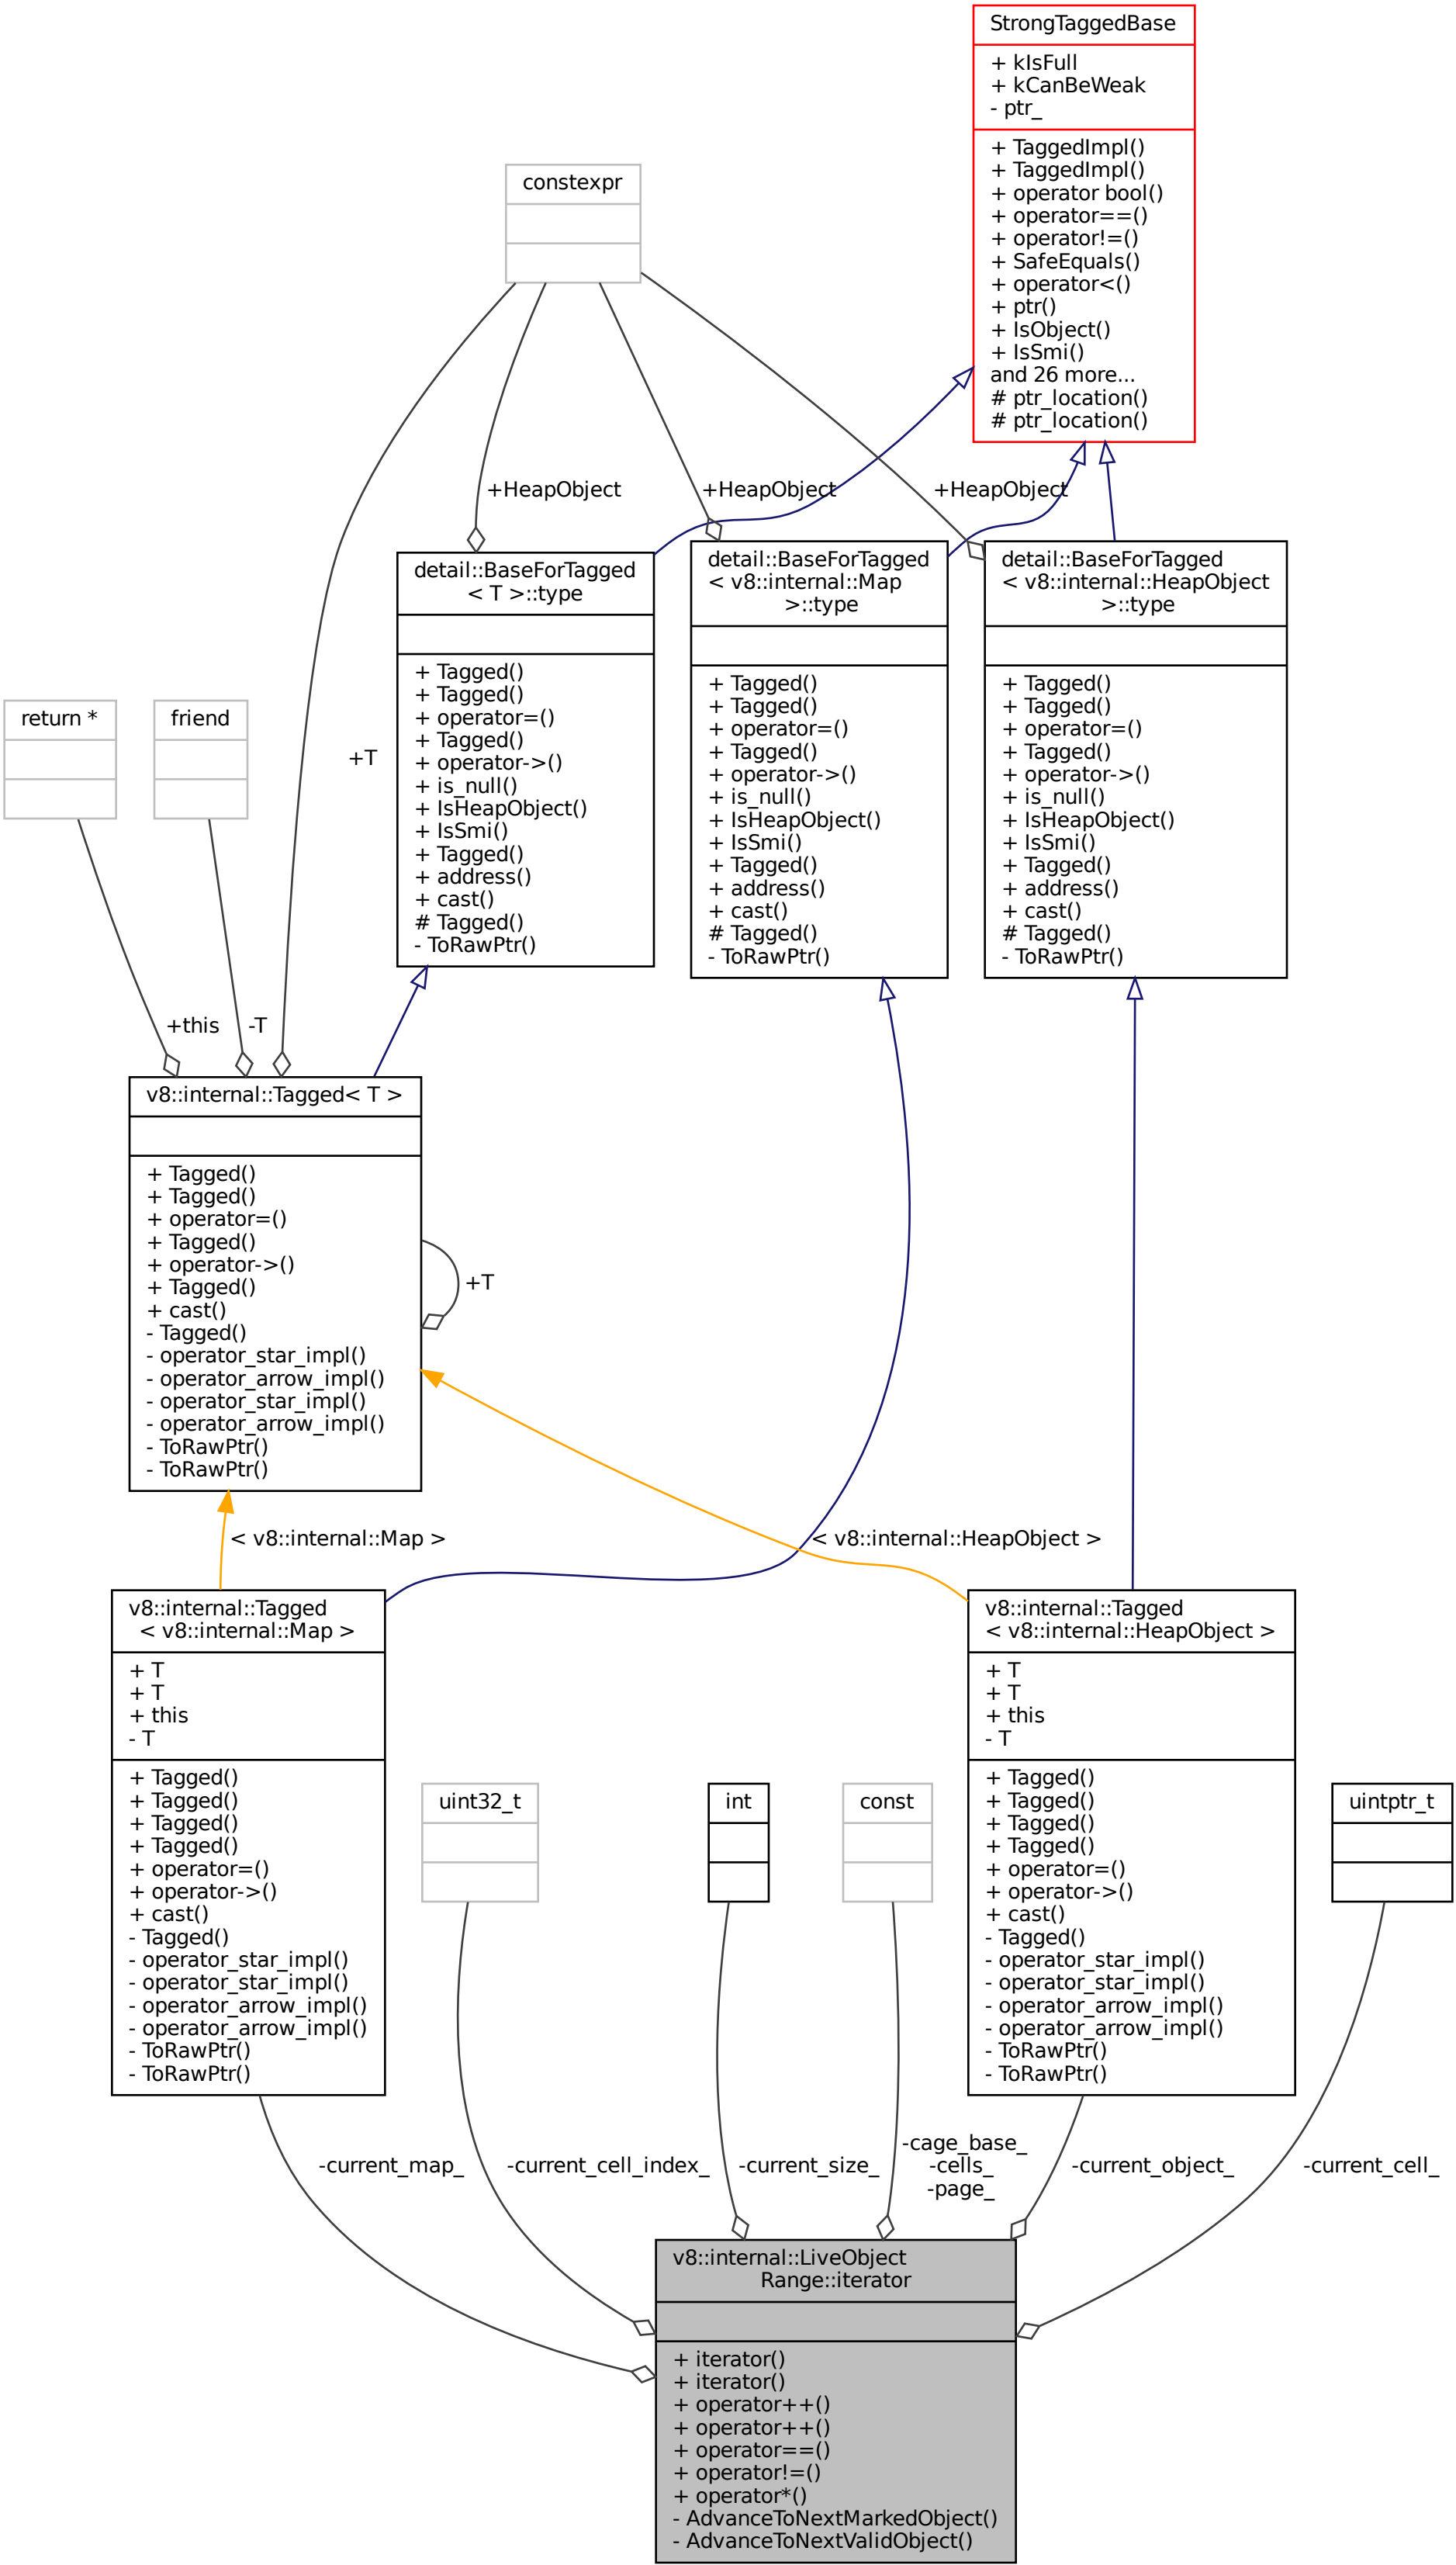 StrongTaggedBase
+ kIsFull
+ kCanBeWeak
- ptr_
+ TaggedImpl()
+ TaggedImpl()
+ operator bool()
+ operator==()
+ operator!=()
+ SafeEquals()
+ operator<()
+ ptr()
+ IsObject()
+ IsSmi()
and 26 more...
# ptr_location()
# ptr_location()
constexpr
+HeapObject
+HeapObject
+HeapObject
detail::BaseForTagged
< T >::type
+ Tagged()
+ Tagged()
+ operator=()
+ Tagged()
+ operator->()
+ is_null()
+ IsHeapObject()
+ IsSmi()
+ Tagged()
+ address()
+ cast()
# Tagged()
- ToRawPtr()
detail::BaseForTagged
< v8::internal::Map
>::type
+ Tagged()
+ Tagged()
+ operator=()
+ Tagged()
+ operator->()
+ is_null()
+ IsHeapObject()
+ IsSmi()
+ Tagged()
+ address()
+ cast()
# Tagged()
- ToRawPtr()
detail::BaseForTagged
< v8::internal::HeapObject
>::type
+ Tagged()
+ Tagged()
+ operator=()
+ Tagged()
+ operator->()
+ is_null()
+ IsHeapObject()
+ IsSmi()
+ Tagged()
+ address()
+ cast()
# Tagged()
- ToRawPtr()
return *
friend
+T
+this
-T
v8::internal::Tagged< T >
+ Tagged()
+ Tagged()
+ operator=()
+ Tagged()
+ operator->()
+ Tagged()
+ cast()
- Tagged()
- operator_star_impl()
- operator_arrow_impl()
- operator_star_impl()
- operator_arrow_impl()
- ToRawPtr()
- ToRawPtr()
+T
< v8::internal::Map >
< v8::internal::HeapObject >
v8::internal::Tagged
< v8::internal::Map >
+ T
+ T
+ this
- T
+ Tagged()
+ Tagged()
+ Tagged()
+ Tagged()
+ operator=()
+ operator->()
+ cast()
- Tagged()
- operator_star_impl()
- operator_star_impl()
- operator_arrow_impl()
- operator_arrow_impl()
- ToRawPtr()
- ToRawPtr()
uint32_t
int
const
v8::internal::Tagged
< v8::internal::HeapObject >
+ T
+ T
+ this
- T
+ Tagged()
+ Tagged()
+ Tagged()
+ Tagged()
+ operator=()
+ operator->()
+ cast()
- Tagged()
- operator_star_impl()
- operator_star_impl()
- operator_arrow_impl()
- operator_arrow_impl()
- ToRawPtr()
- ToRawPtr()
uintptr_t
-current_map_
-current_cell_index_
-current_size_
-cage_base_
-cells_
-page_
-current_object_
-current_cell_
v8::internal::LiveObject
Range::iterator
+ iterator()
+ iterator()
+ operator++()
+ operator++()
+ operator==()
+ operator!=()
+ operator*()
- AdvanceToNextMarkedObject()
- AdvanceToNextValidObject()